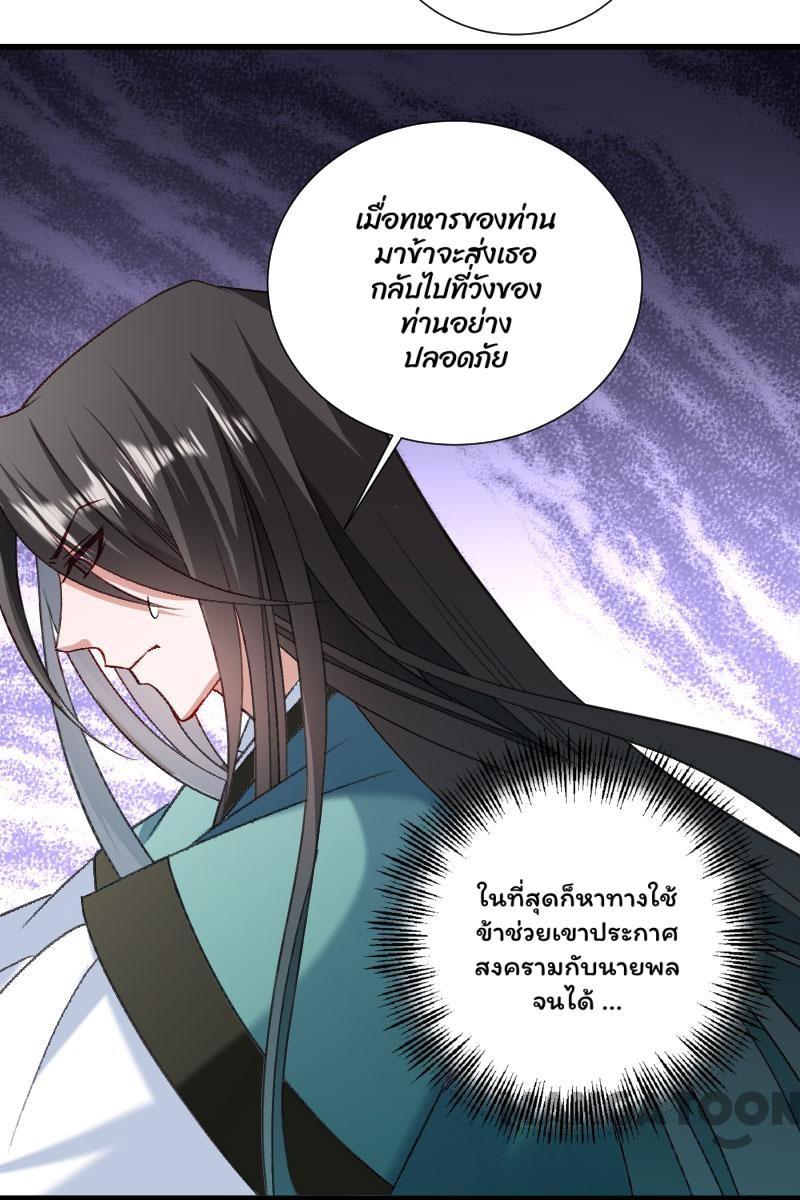 เมื่อทหารของท่าน
มาข้าจะส่งเธอ
กลับไปที่วังของ
ท่านอย่าง
ปลอดภัย
ในที่สุดก็หาทางใช้
ข้าช่วยเขาประกาศ
สงครามกับนายพล
จนได้ ...